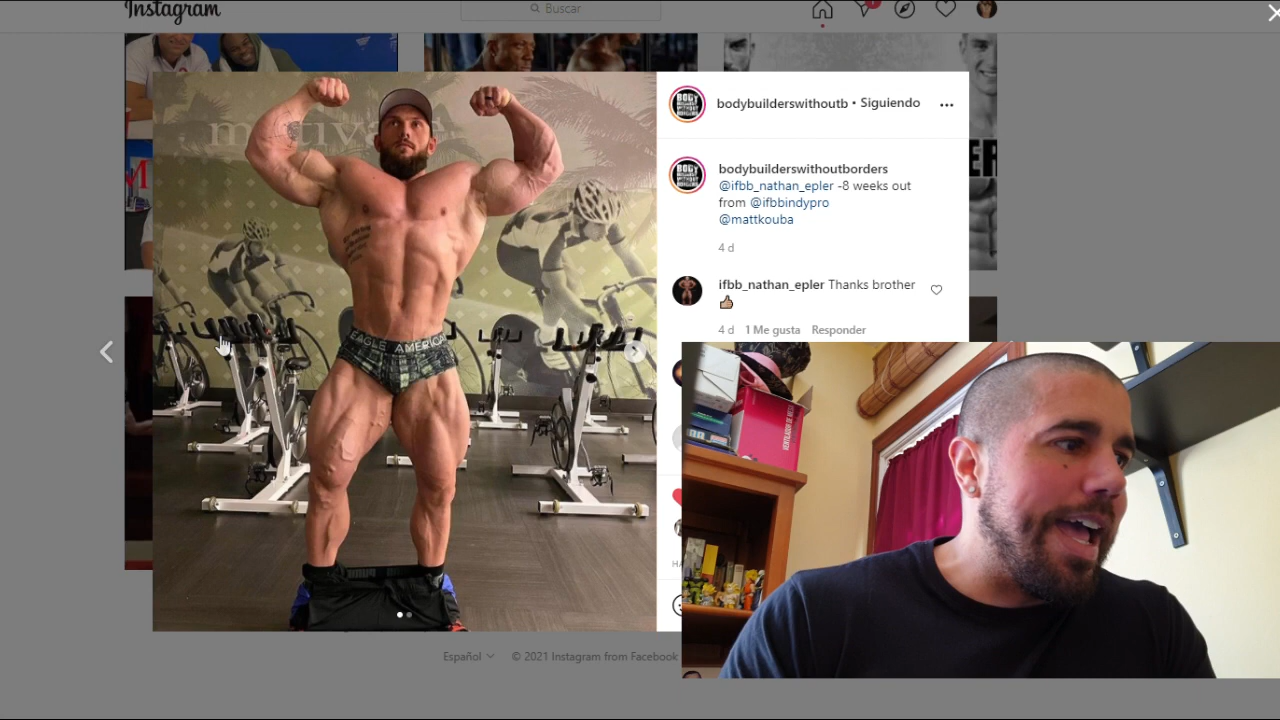 Instagram
Buscar
bodybuilderswithoutb • Siguiendo
bodybuilderswithoutborders
@ifbb_nathan_epler -8 weeks out
from @ifbbindypro
@mattkouba
4 d
ifbb_nathan_epler Thanks brother
👍🏼
4 d 1 Me gusta Responder
EAGLE AMERICA
Español © 2021 Instagram from Facebook